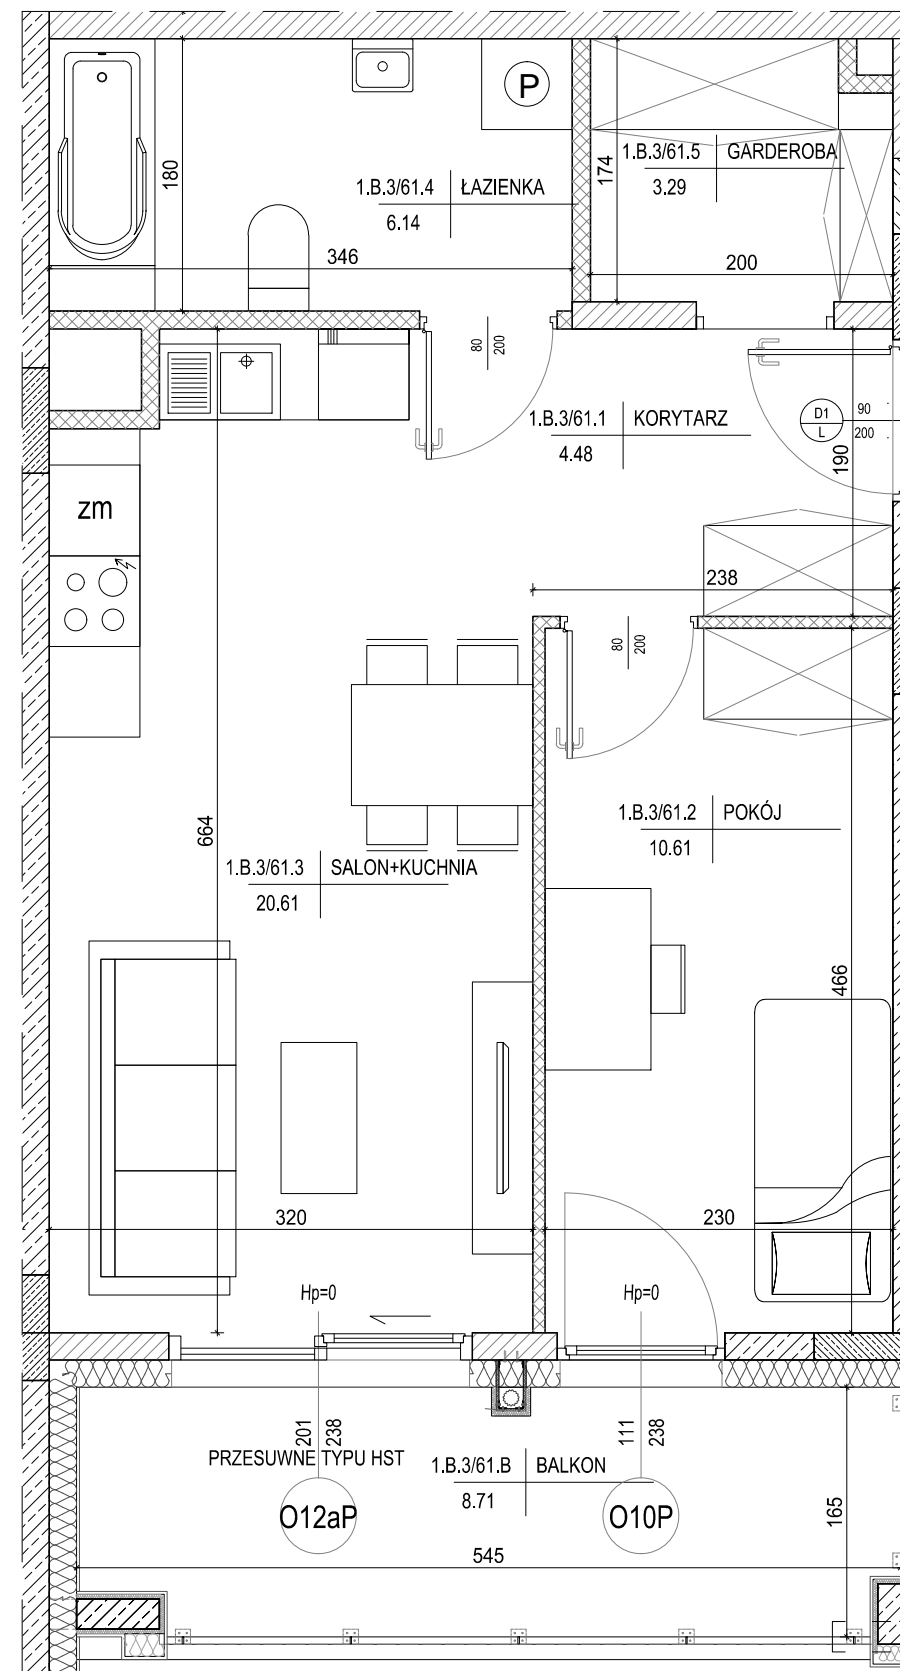 P
1.B.3/61.5 GARDEROBA
3.29
174
180
1.B.3/61.4 ŁAZIENKA
6.14
346
200
80
200
D1
L
90
200
1.B.3/61.1 KORYTARZ
4.48
190
zm
238
80
200
1.B.3/61.2 POKÓJ
10.61
664
1.B.3/61.3 SALON+KUCHNIA
20.61
466
320
230
Hp=0
Hp=0
201
238
111
238
PRZESUWNE TYPU HST
1.B.3/61.B BALKON
8.71
O12aP
O10P
165
545